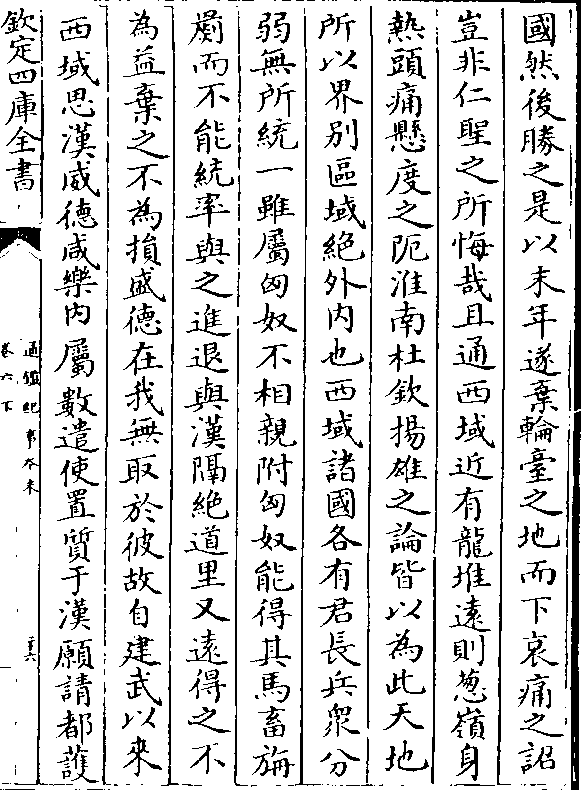 國然後勝之是以末年遂棄輪臺之地而下哀痛之詔
豈非仁聖之所悔哉且通西域近有龍堆遠則葱嶺身
熱頭痛懸度之阨淮南杜欽揚雄之論皆以為此天地
所以界别區域絶外内也西域諸國各有君長兵衆分
弱無所統一雖屬匈奴不相親附匈奴能得其馬畜旃
罽而不能統率與之進退與漢隔絶道里又遠得之不
為益棄之不為損盛德在我無取於彼故自建武以來
西域思漢威德咸樂内屬數遣使置質于漢願請都護
欽定四庫全書
通鑑紀事本末
卷六下